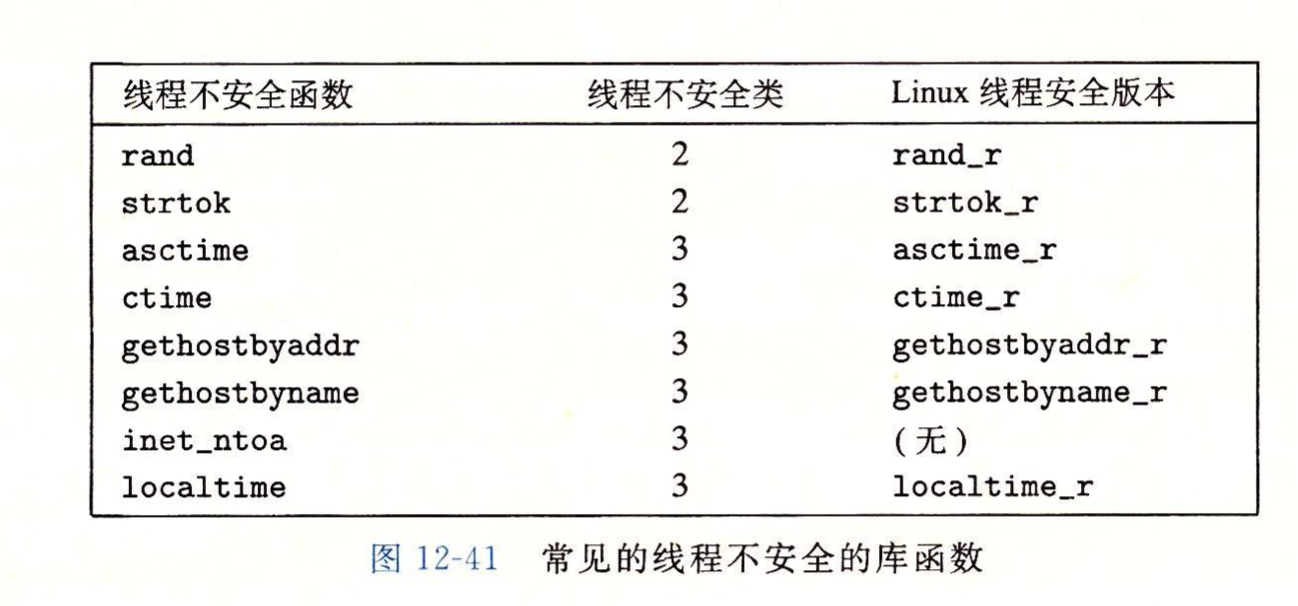 线程不安全函数 线程不安全类 Linux 线程安全版本
rand 2 rand_r
strtok 2 strtok_r
asctime 3 asctime_r
ctime 3 ctime_r
gethostbyaddr 3 gethostbyaddr_r
gethostbyname 3 gethostbyname_r
inet_ntoa 3 (无)
localtime 3 localtime_r
图 12-41 常见的线程不安全的库函数